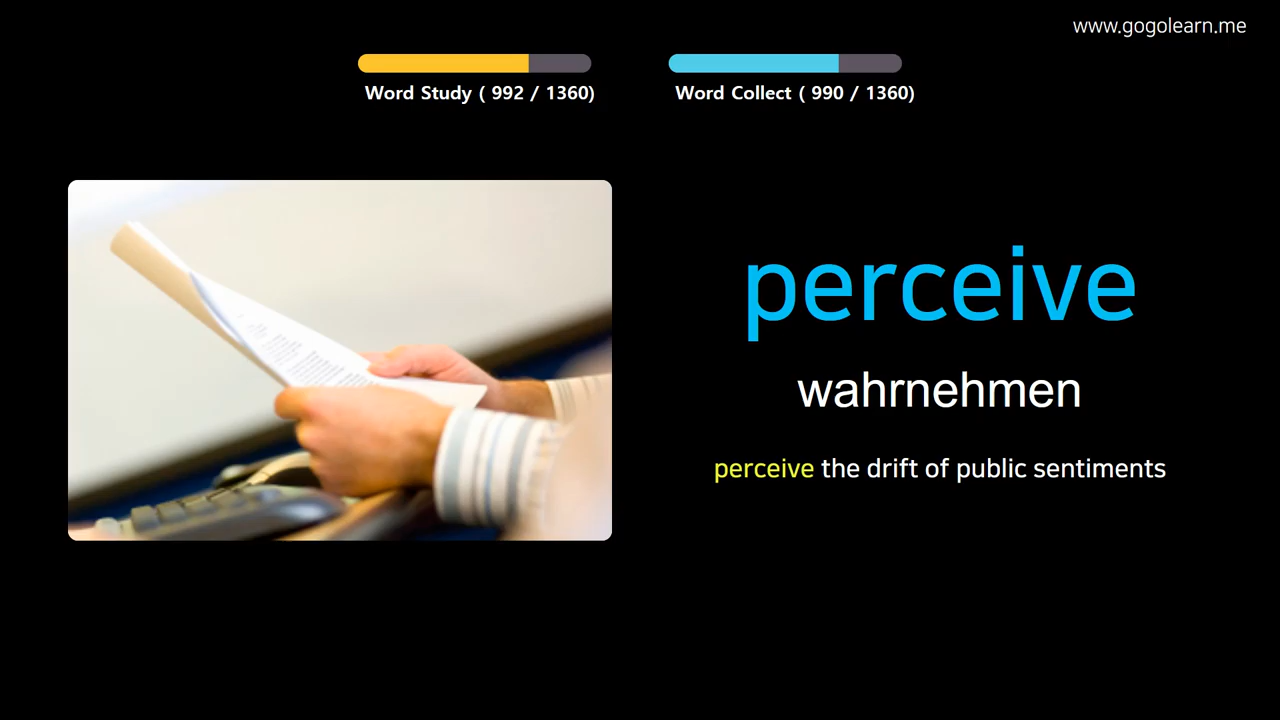 www.gogolearn.me
Word Study ( 992 / 1360)
Word Collect ( 990 / 1360)
perceive
wahrnehmen
perceive the drift of public sentiments